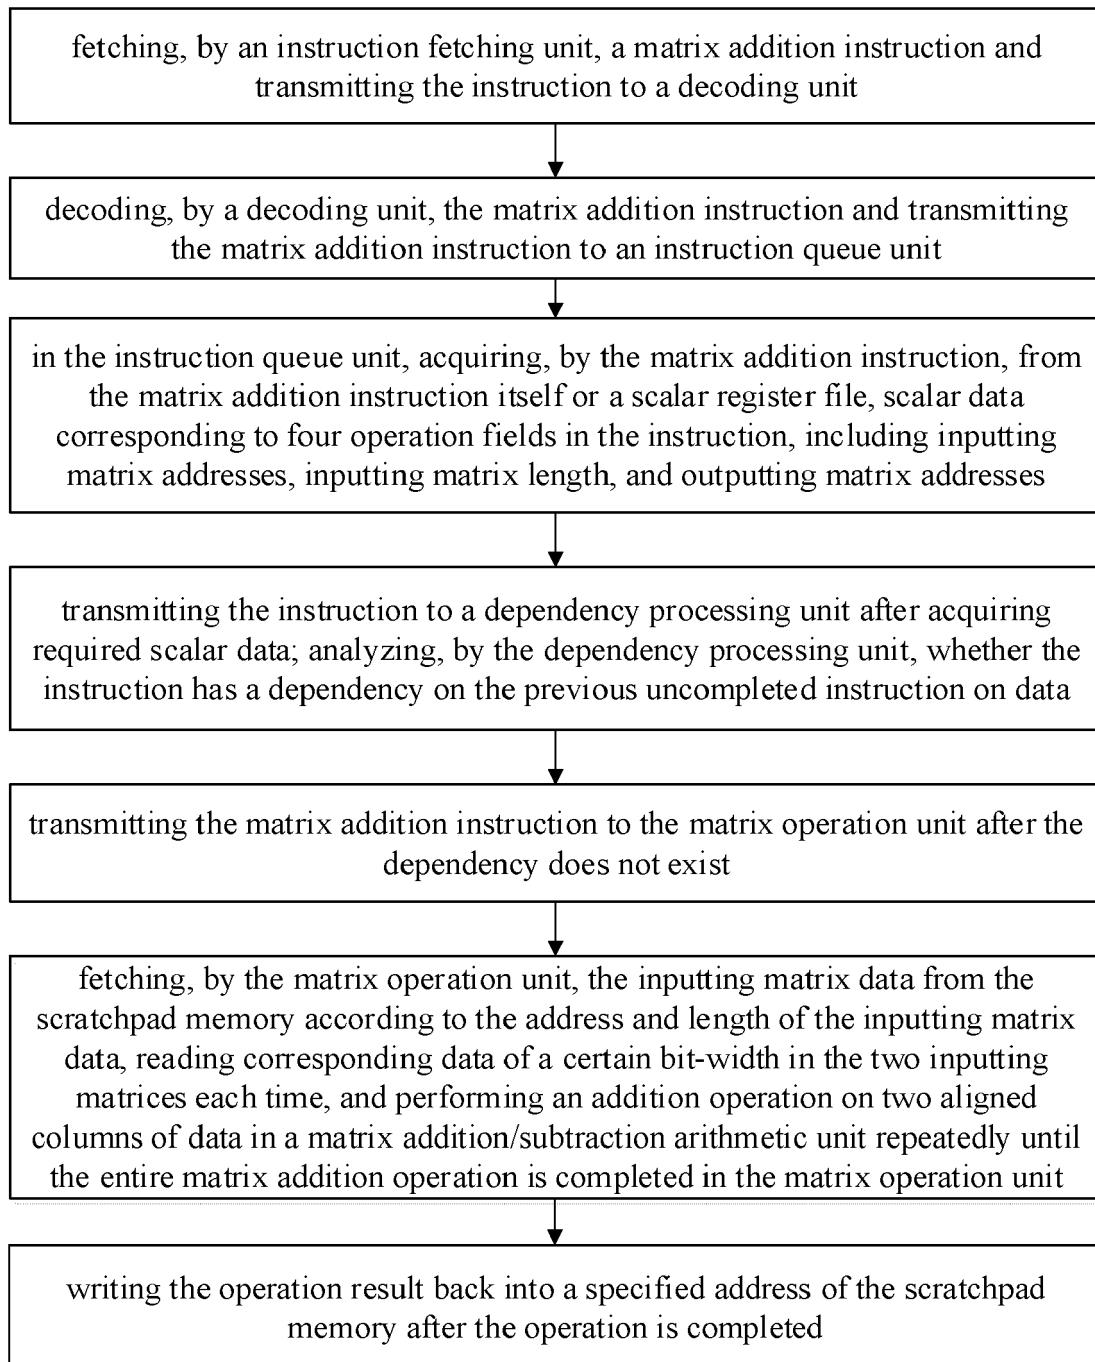 fetching, by an instruction fetching unit, a matrix addition instruction and
transmitting the instruction to a decoding unit
decoding, by a decoding unit, the matrix addition instruction and transmitting
the matrix addition instruction to an instruction queue unit
in the instruction queue unit, acquiring, by the matrix addition instruction, from
the matrix addition instruction itself or a scalar register file, scalar data
corresponding to four operation fields in the instruction, including inputting
matrix addresses, inputting matrix length, and outputting matrix addresses
transmitting the instruction to a dependency processing unit after acquiring
required scalar data; analyzing, by the dependency processing unit, whether the
instruction has a dependency on the previous uncompleted instruction on data
transmitting the matrix addition instruction to the matrix operation unit after the
dependency does not exist
fetching, by the matrix operation unit, the inputting matrix data from the
scratchpad memory according to the address and length of the inputting matrix
data, reading corresponding data of a certain bit-width in the two inputting
matrices each time, and performing an addition operation on two aligned
columns of data in a matrix addition/subtraction arithmetic unit repeatedly until
the entire matrix addition operation is completed in the matrix operation unit
writing the operation result back into a specified address of the scratchpad
memory after the operation is completed